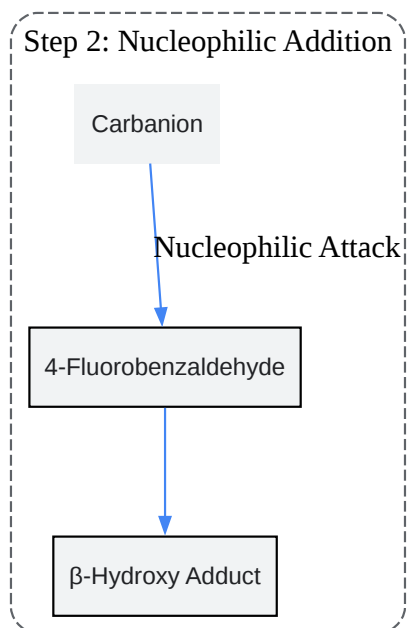 Step 2: Nucleophilic Addition
Carbanion
Nucleophilic Attack
4-Fluorobenzaldehyde
β-Hydroxy Adduct